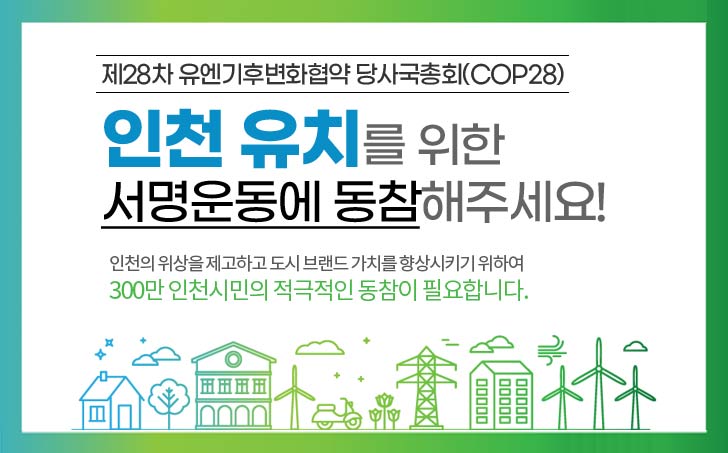 제28차 유엔기후변화협약 당사국총회(COP28)
인천 유치를 위한
서명운동에 동참해주세요!
인천의 위상을 제고하고 도시 브랜드 가치를 향상시키기 위하여
300만 인천시민의 적극적인 동참이 필요합니다.